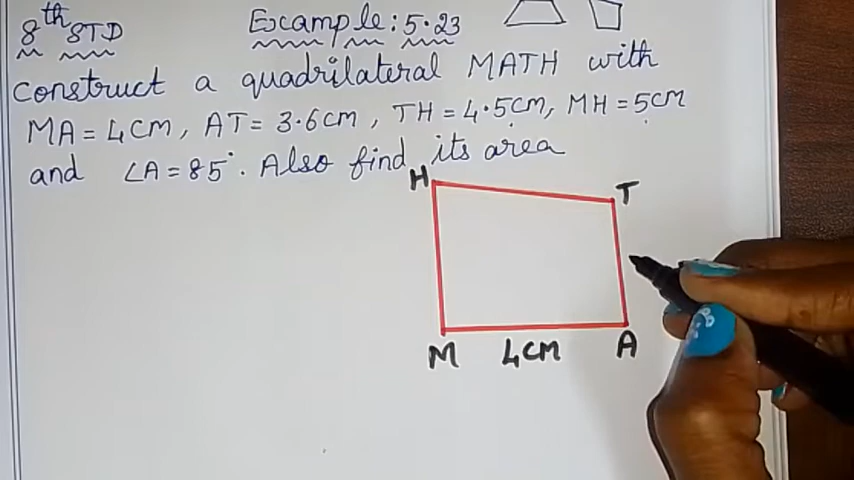 8th STD Example: 5.23
construct a quadrilateral MATH with
MA = 4CM, AT = 3.6cm, TH = 4.5cm, MH = 5CM
and ∠A = 85°. Also find its area
H T
M 4CM A